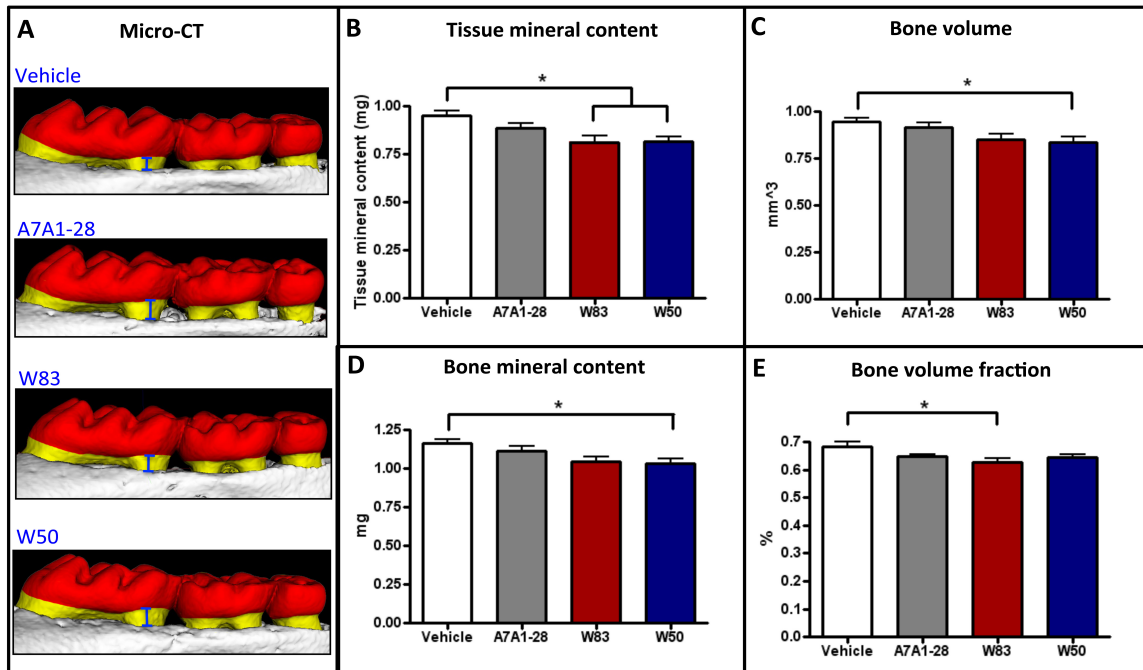 A
Micro-CT
Vehicle
A7A1-28
W83
W50
B
Tissue mineral content
*
Tissue mineral content (mg)
1.00
0.75
0.50
0.25
0.00
Vehicle A7A1-28 W83 W50
C
Bone volume
*
mm^3
1.00
0.75
0.50
0.25
0.00
Vehicle A7A1-28 W83 W50
D
Bone mineral content
*
mg
1.25
1.00
0.75
0.50
0.25
0.00
Vehicle A7A1-28 W83 W50
E
Bone volume fraction
*
%
0.7
0.6
0.5
0.4
0.3
0.2
0.1
0.0
Vehicle A7A1-28 W83 W50